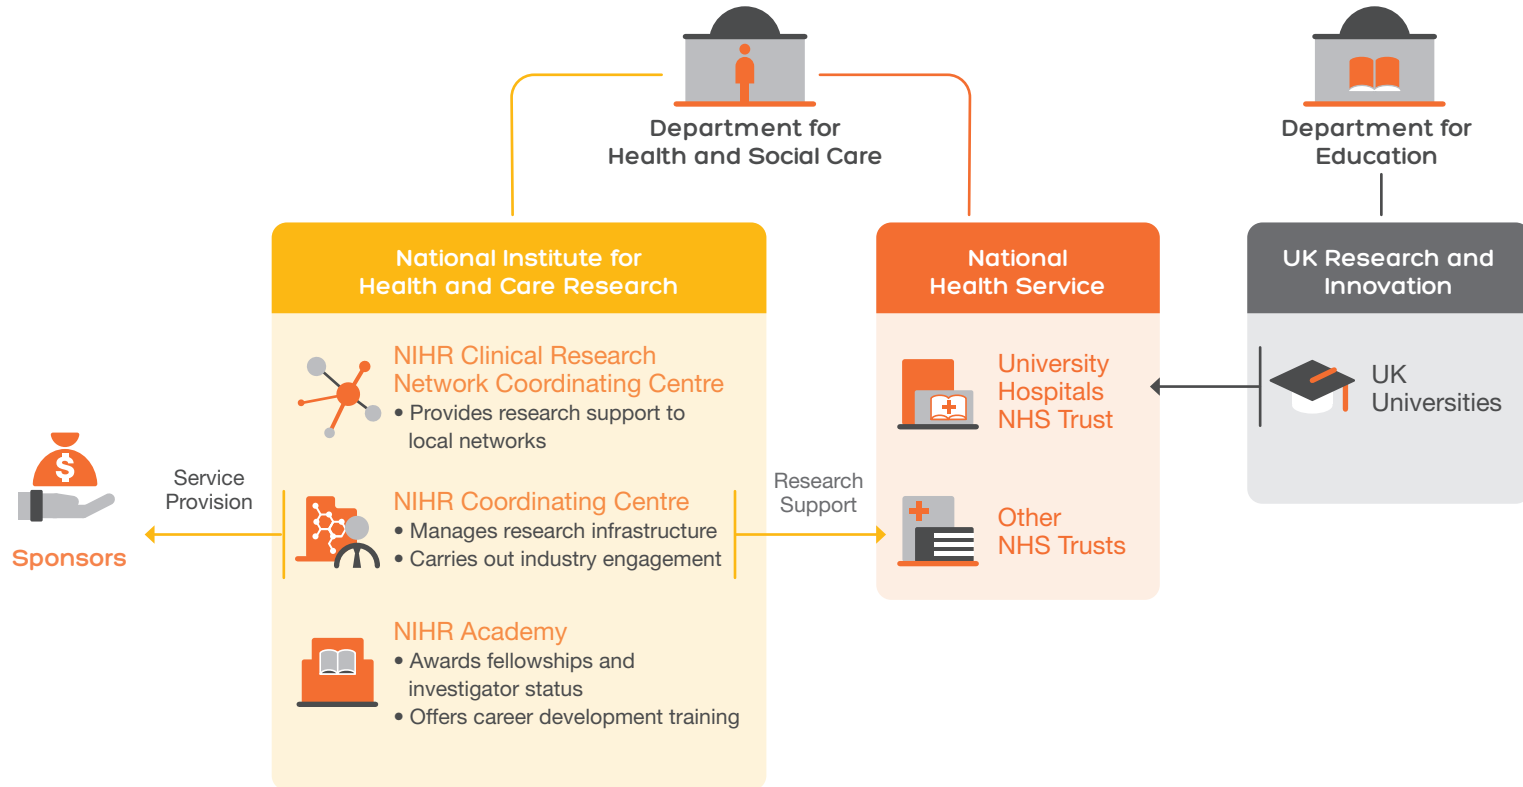 Department for
Health and Social Care
Department for
Education
National Institute for
Health and Care Research
NIHR Clinical Research
Network Coordinating Centre
• Provides research support to
local networks
NIHR Coordinating Centre
• Manages research infrastructure
• Carries out industry engagement
NIHR Academy
• Awards fellowships and
investigator status
• Offers career development training
$
Sponsors
Service
Provision
Research
Support
National
Health Service
University
Hospitals
NHS Trust
Other
NHS Trusts
UK Research and
Innovation
UK
Universities